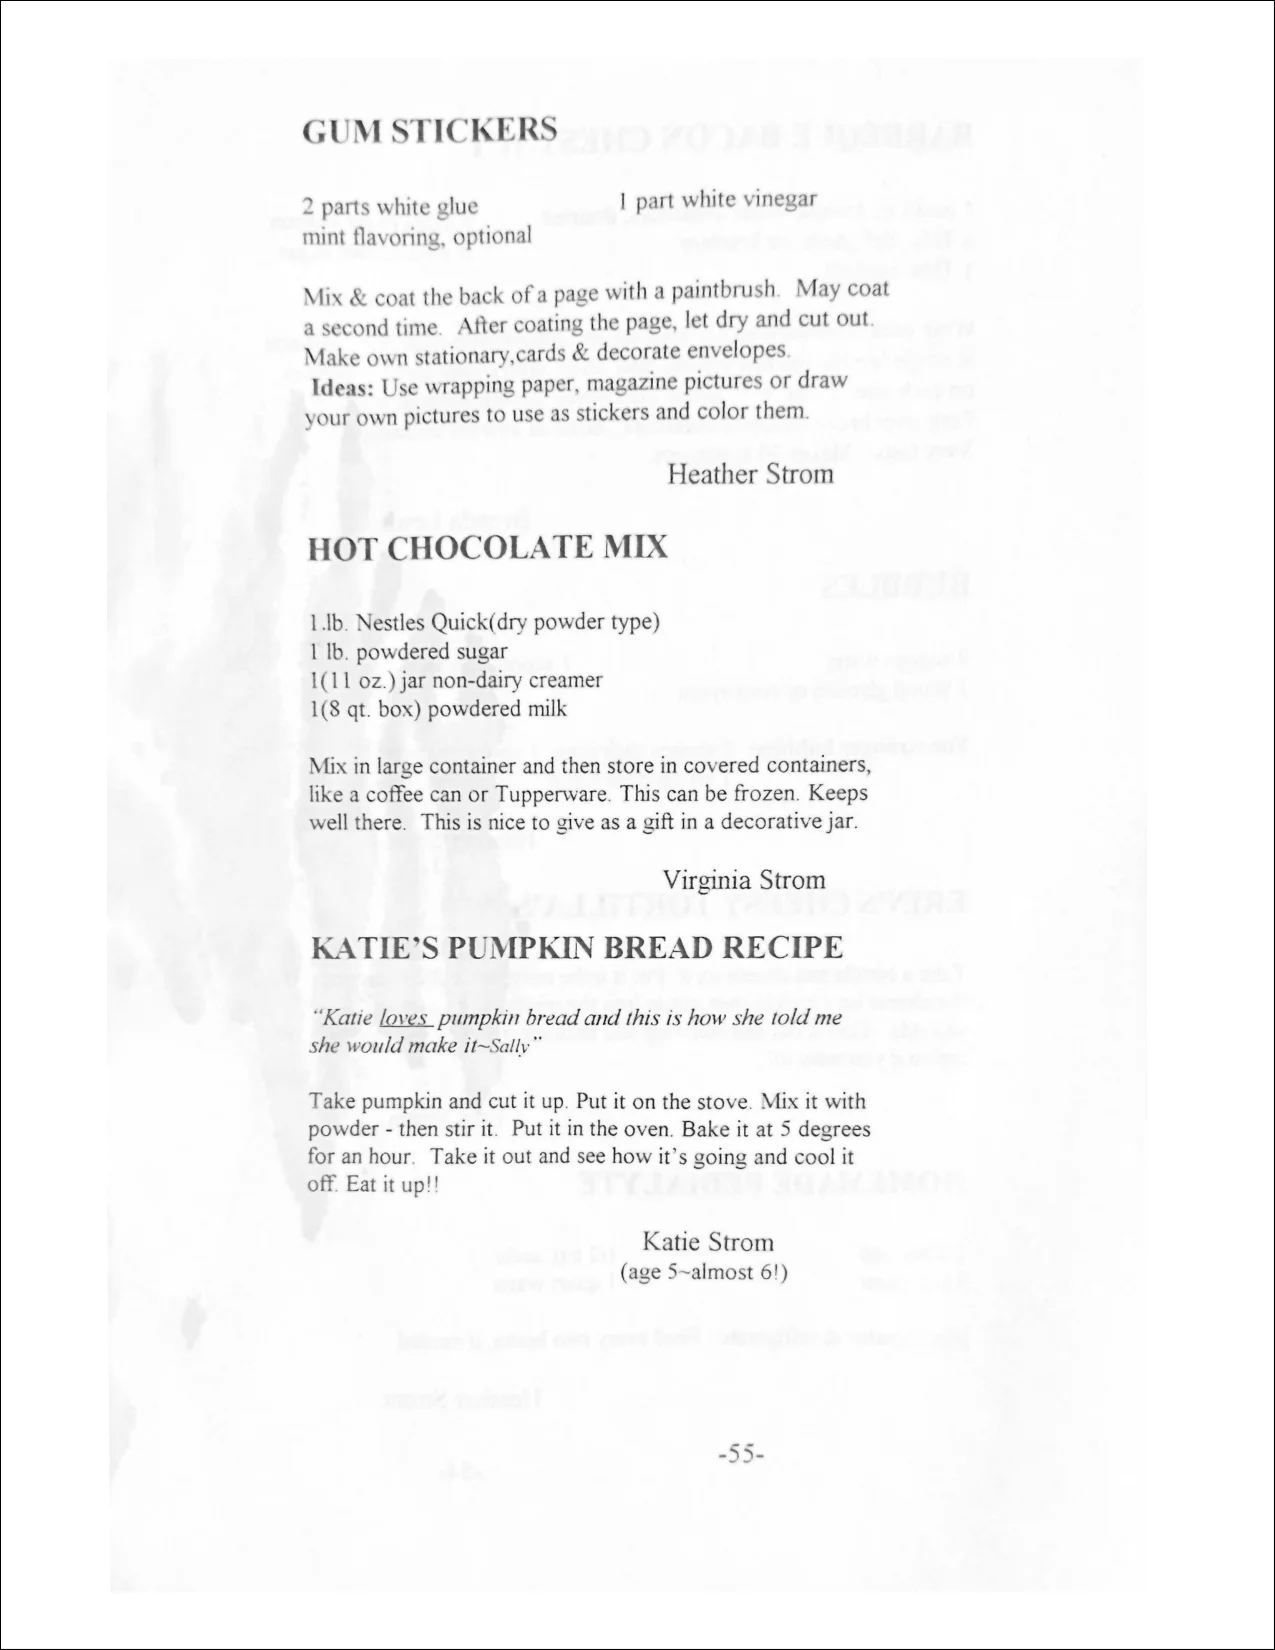 GUM STICKERS
2 parts white glue 1 part white vinegar
mint flavoring, optional
Mix & coat the back of a page with a paintbrush. May coat
a second time. After coating the page, let dry and cut out.
Make own stationary,cards & decorate envelopes.
Ideas: Use wrapping paper, magazine pictures or draw
your own pictures to use as stickers and color them.
Heather Strom
HOT CHOCOLATE MIX
1.lb. Nestles Quick(dry powder type)
1 lb. powdered sugar
1(11 oz.) jar non-dairy creamer
1(8 qt. box) powdered milk
Mix in large container and then store in covered containers,
like a coffee can or Tupperware. This can be frozen. Keeps
well there. This is nice to give as a gift in a decorative jar.
Virginia Strom
KATIE'S PUMPKIN BREAD RECIPE
"Katie loves pumpkin bread and this is how she told me
she would make it~Sally"
Take pumpkin and cut it up. Put it on the stove. Mix it with
powder - then stir it. Put it in the oven. Bake it at 5 degrees
for an hour. Take it out and see how it's going and cool it
off. Eat it up!!
Katie Strom
(age 5~almost 6!)
-55-